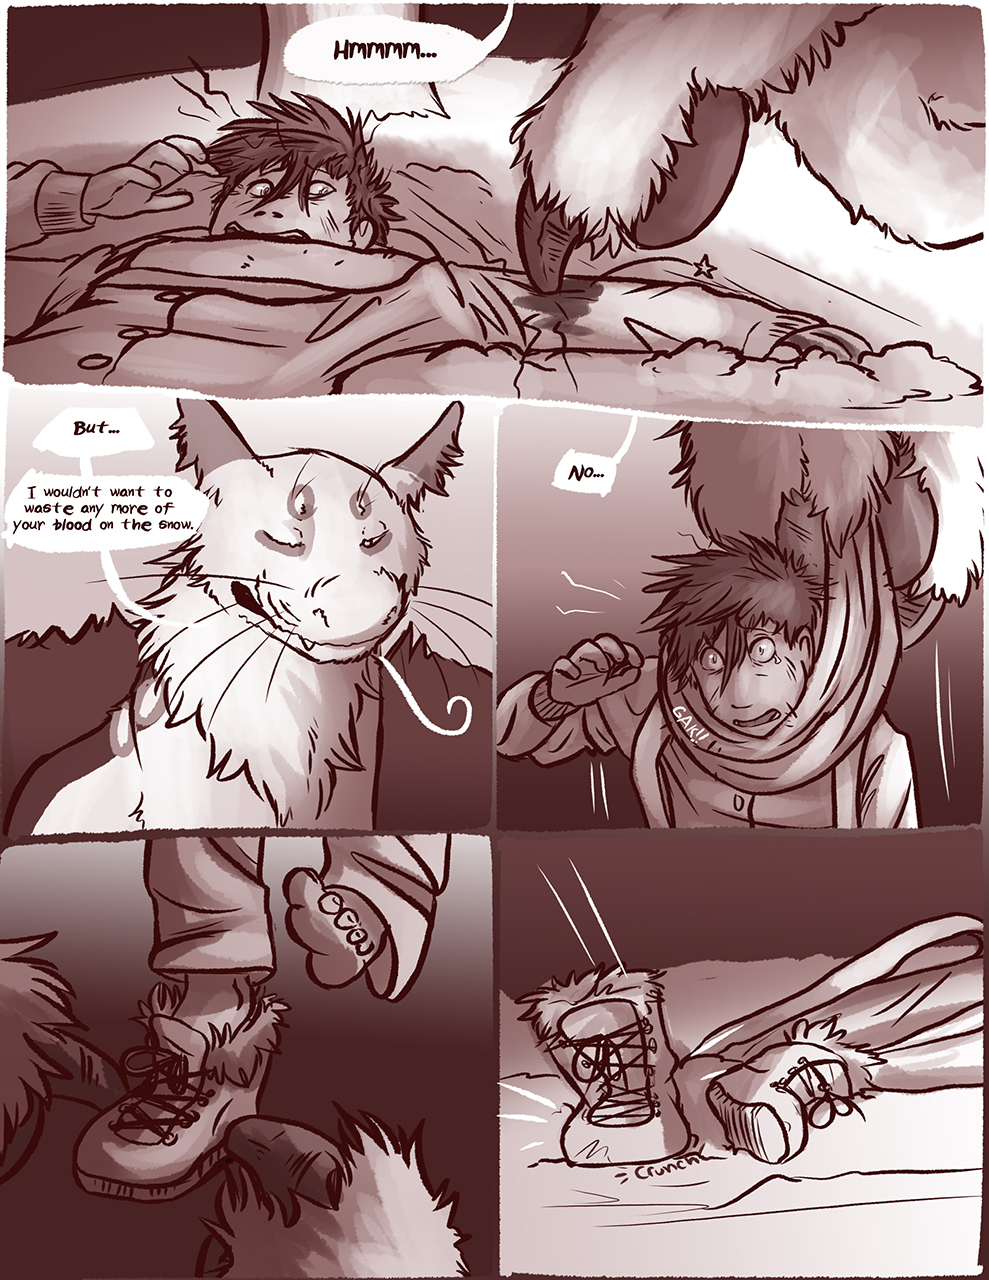 Hmmmm...
But...
I wouldn't want to
waste any more of
your blood on the snow.
No...
GAK!!
Crunch